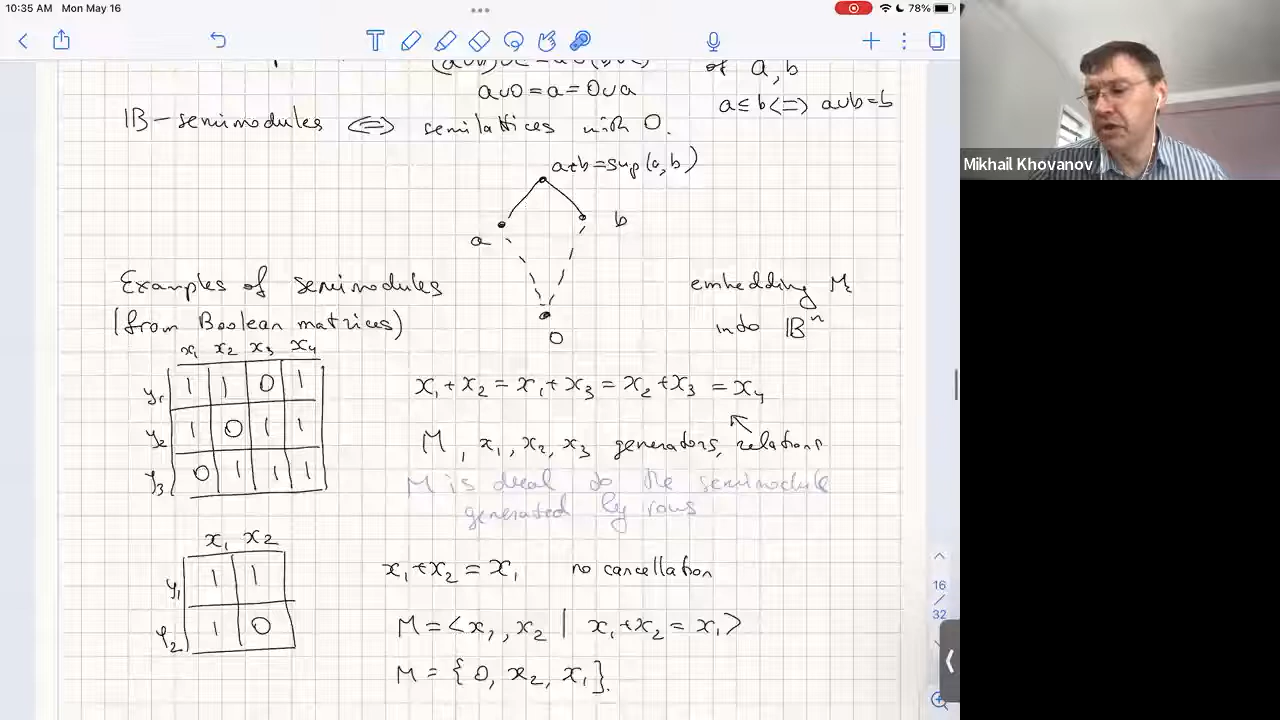 10:35 AM Mon May 16
78%
of a, b
a∪0 = a = 0∪a
a ≤ b <=> a∪b = b
IB-semimodules <=> semilattices with 0.
a+b = sup(a, b)
a
b
0
Examples of semimodules
(from Boolean matrices)
embedding M
into IB^n
x₁ x₂ x₃ x₄
y₁ 1 1 0 1
y₂ 1 0 1 1
y₃ 0 1 1 1
x₁ + x₂ = x₁ + x₃ = x₂ + x₃ = x₄
M, x₁, x₂, x₃ generators, relations
M is dual to the semimodule
generated by rows
x₁ x₂
y₁ 1 1
y₂ 1 0
x₁ + x₂ = x₁ no cancellation
M = <x₁, x₂ | x₁ + x₂ = x₁>
M = {0, x₂, x₁}.
16
/
32
Mikhail Khovanov